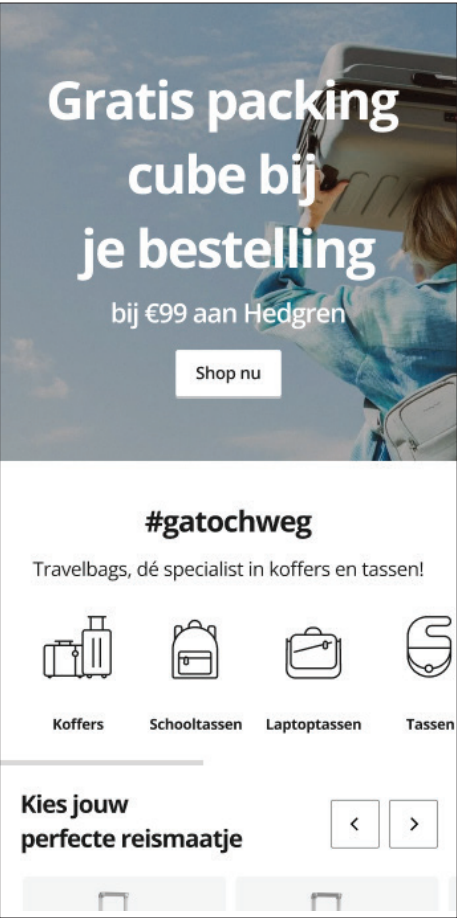 Gratis packing
cube bij
je bestelling
bij €99 aan Hedgren
Shop nu
#gatochweg
Travelbags, dé specialist in koffers en tassen!
Koffers
Schooltassen
Laptoptassen
Tassen
Kies jouw
perfecte reismaatje